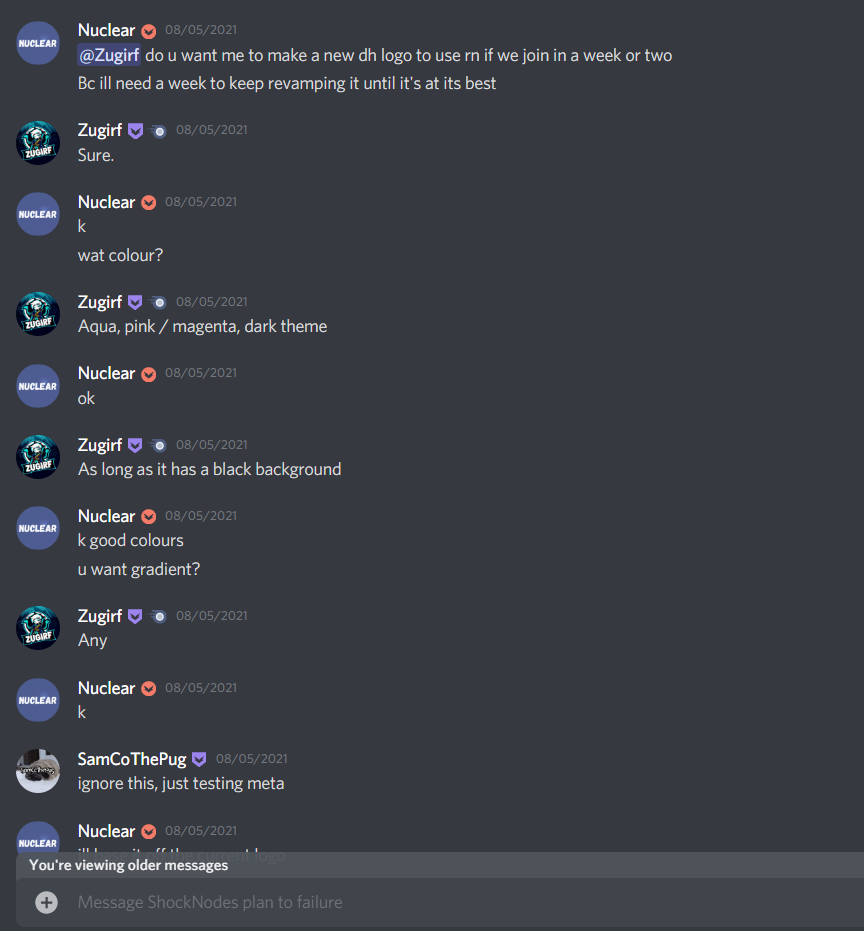 NUCLEAR
Nuclear 08/05/2021
@Zugirf do u want me to make a new dh logo to use rn if we join in a week or two
Bc ill need a week to keep revamping it until it's at its best
ZUGIRF
Zugirf 08/05/2021
Sure.
NUCLEAR
Nuclear 08/05/2021
k
wat colour?
ZUGIRF
Zugirf 08/05/2021
Aqua, pink / magenta, dark theme
NUCLEAR
Nuclear 08/05/2021
ok
ZUGIRF
Zugirf 08/05/2021
As long as it has a black background
NUCLEAR
Nuclear 08/05/2021
k good colours
u want gradient?
ZUGIRF
Zugirf 08/05/2021
Any
NUCLEAR
Nuclear 08/05/2021
k
SamCoThePug
SamCoThePug 08/05/2021
ignore this, just testing meta
NUCLEAR
Nuclear 08/05/2021
ill base it off the current logo
You're viewing older messages
Message ShockNodes plan to failure